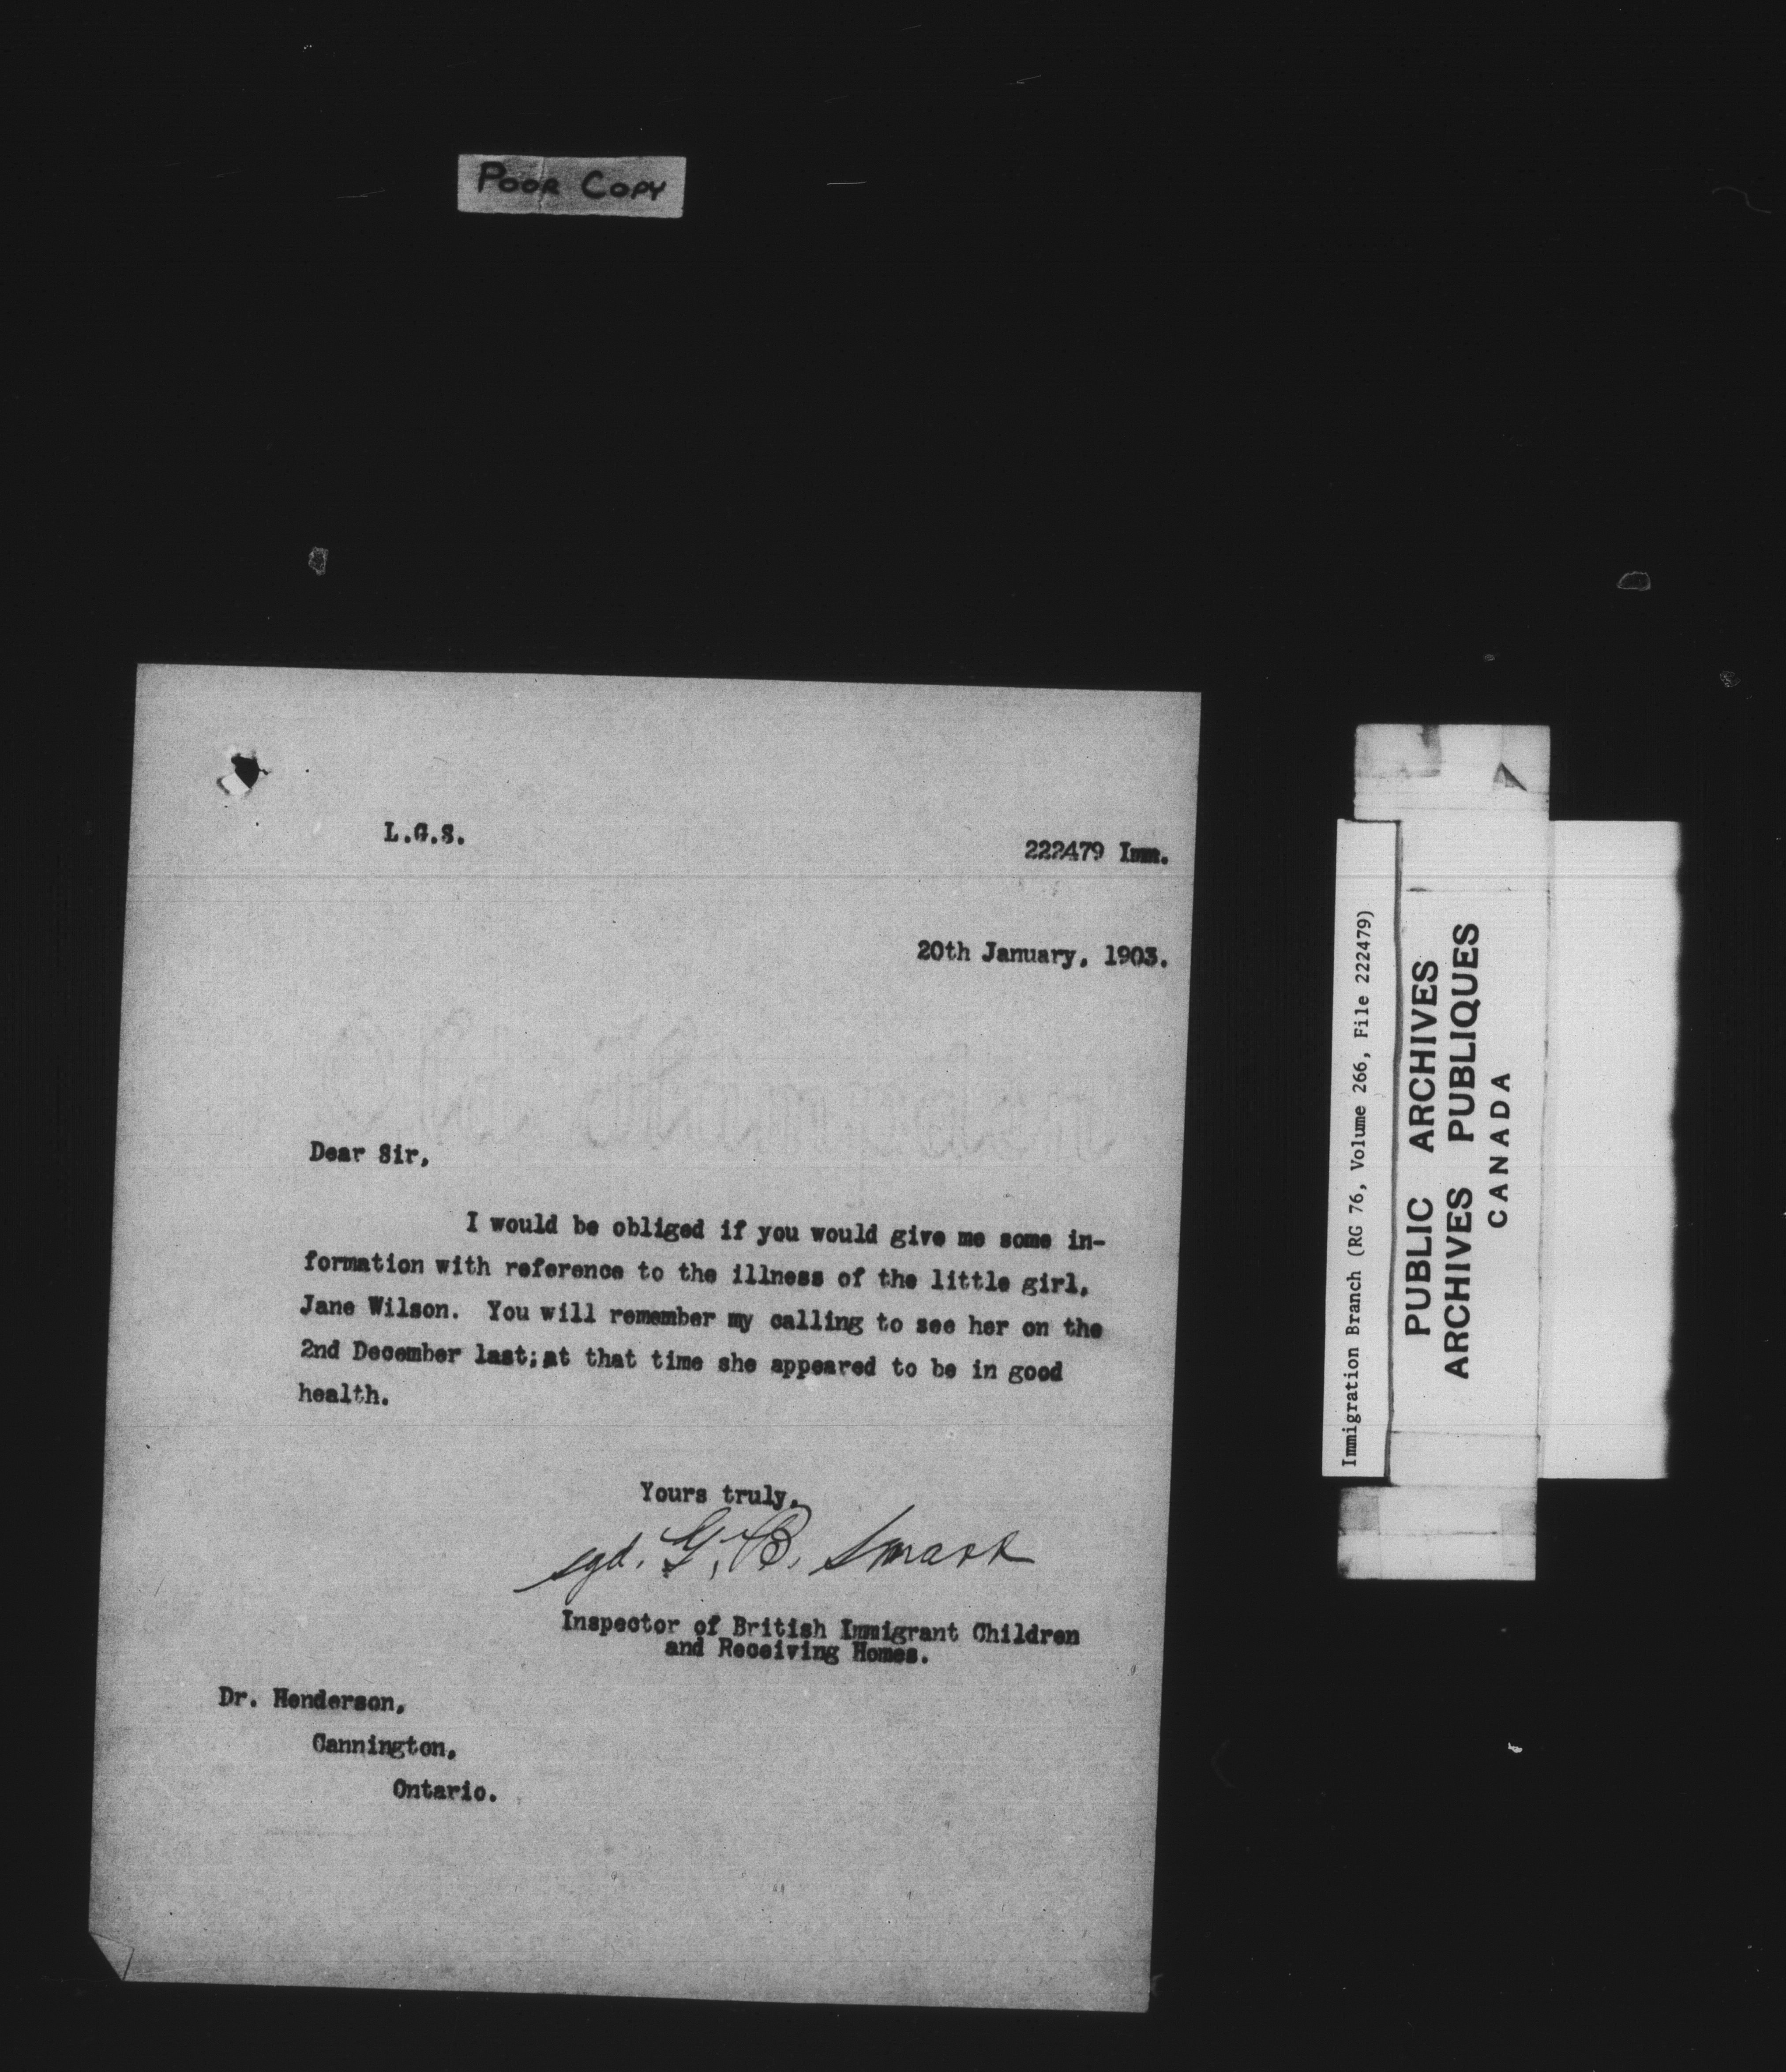 POOR COPY
L.G.S.
222479 Imm.
20th January, 1903.
Dear Sir,
I would be obliged if you would give me some in-
formation with reference to the illness of the little girl,
Jane Wilson. You will remember my calling to see her on the
2nd December last; at that time she appeared to be in good
health.
Yours truly,
sgd. G. B. Smart
Inspector of British Immigrant Children
and Receiving Homes.
Dr. Henderson,
Cannington,
Ontario.
Immigration Branch (RG 76, Volume 266, File 222479)
PUBLIC ARCHIVES
ARCHIVES PUBLIQUES
CANADA